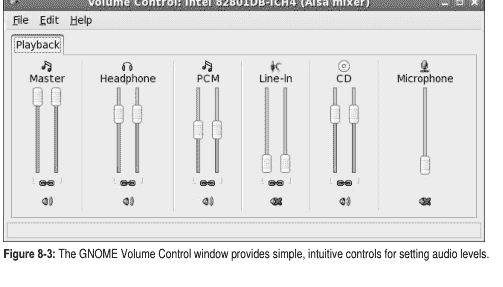 Volume Control: Intel 82801DB-ICH4 (Alsa mixer)
File Edit Help
Playback
Master Headphone PCM Line-in CD Microphone
Figure 8-3: The GNOME Volume Control window provides simple, intuitive controls for setting audio levels.